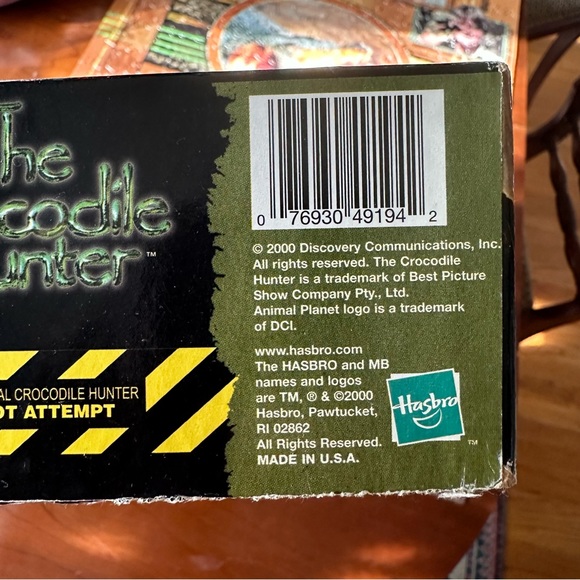 The
Hunter™
AL CROCODILE HUNTER
OT ATTEMPT
0 76930 49194 2
© 2000 Discovery Communications, Inc.
All rights reserved. The Crocodile
Hunter is a trademark of Best Picture
Show Company Pty., Ltd.
Animal Planet logo is a trademark
of DCI.
www.hasbro.com
The HASBRO and MB
names and logos
are TM, ® & ©2000
Hasbro, Pawtucket,
RI 02862
All Rights Reserved.
MADE IN U.S.A.
Hasbro
TM